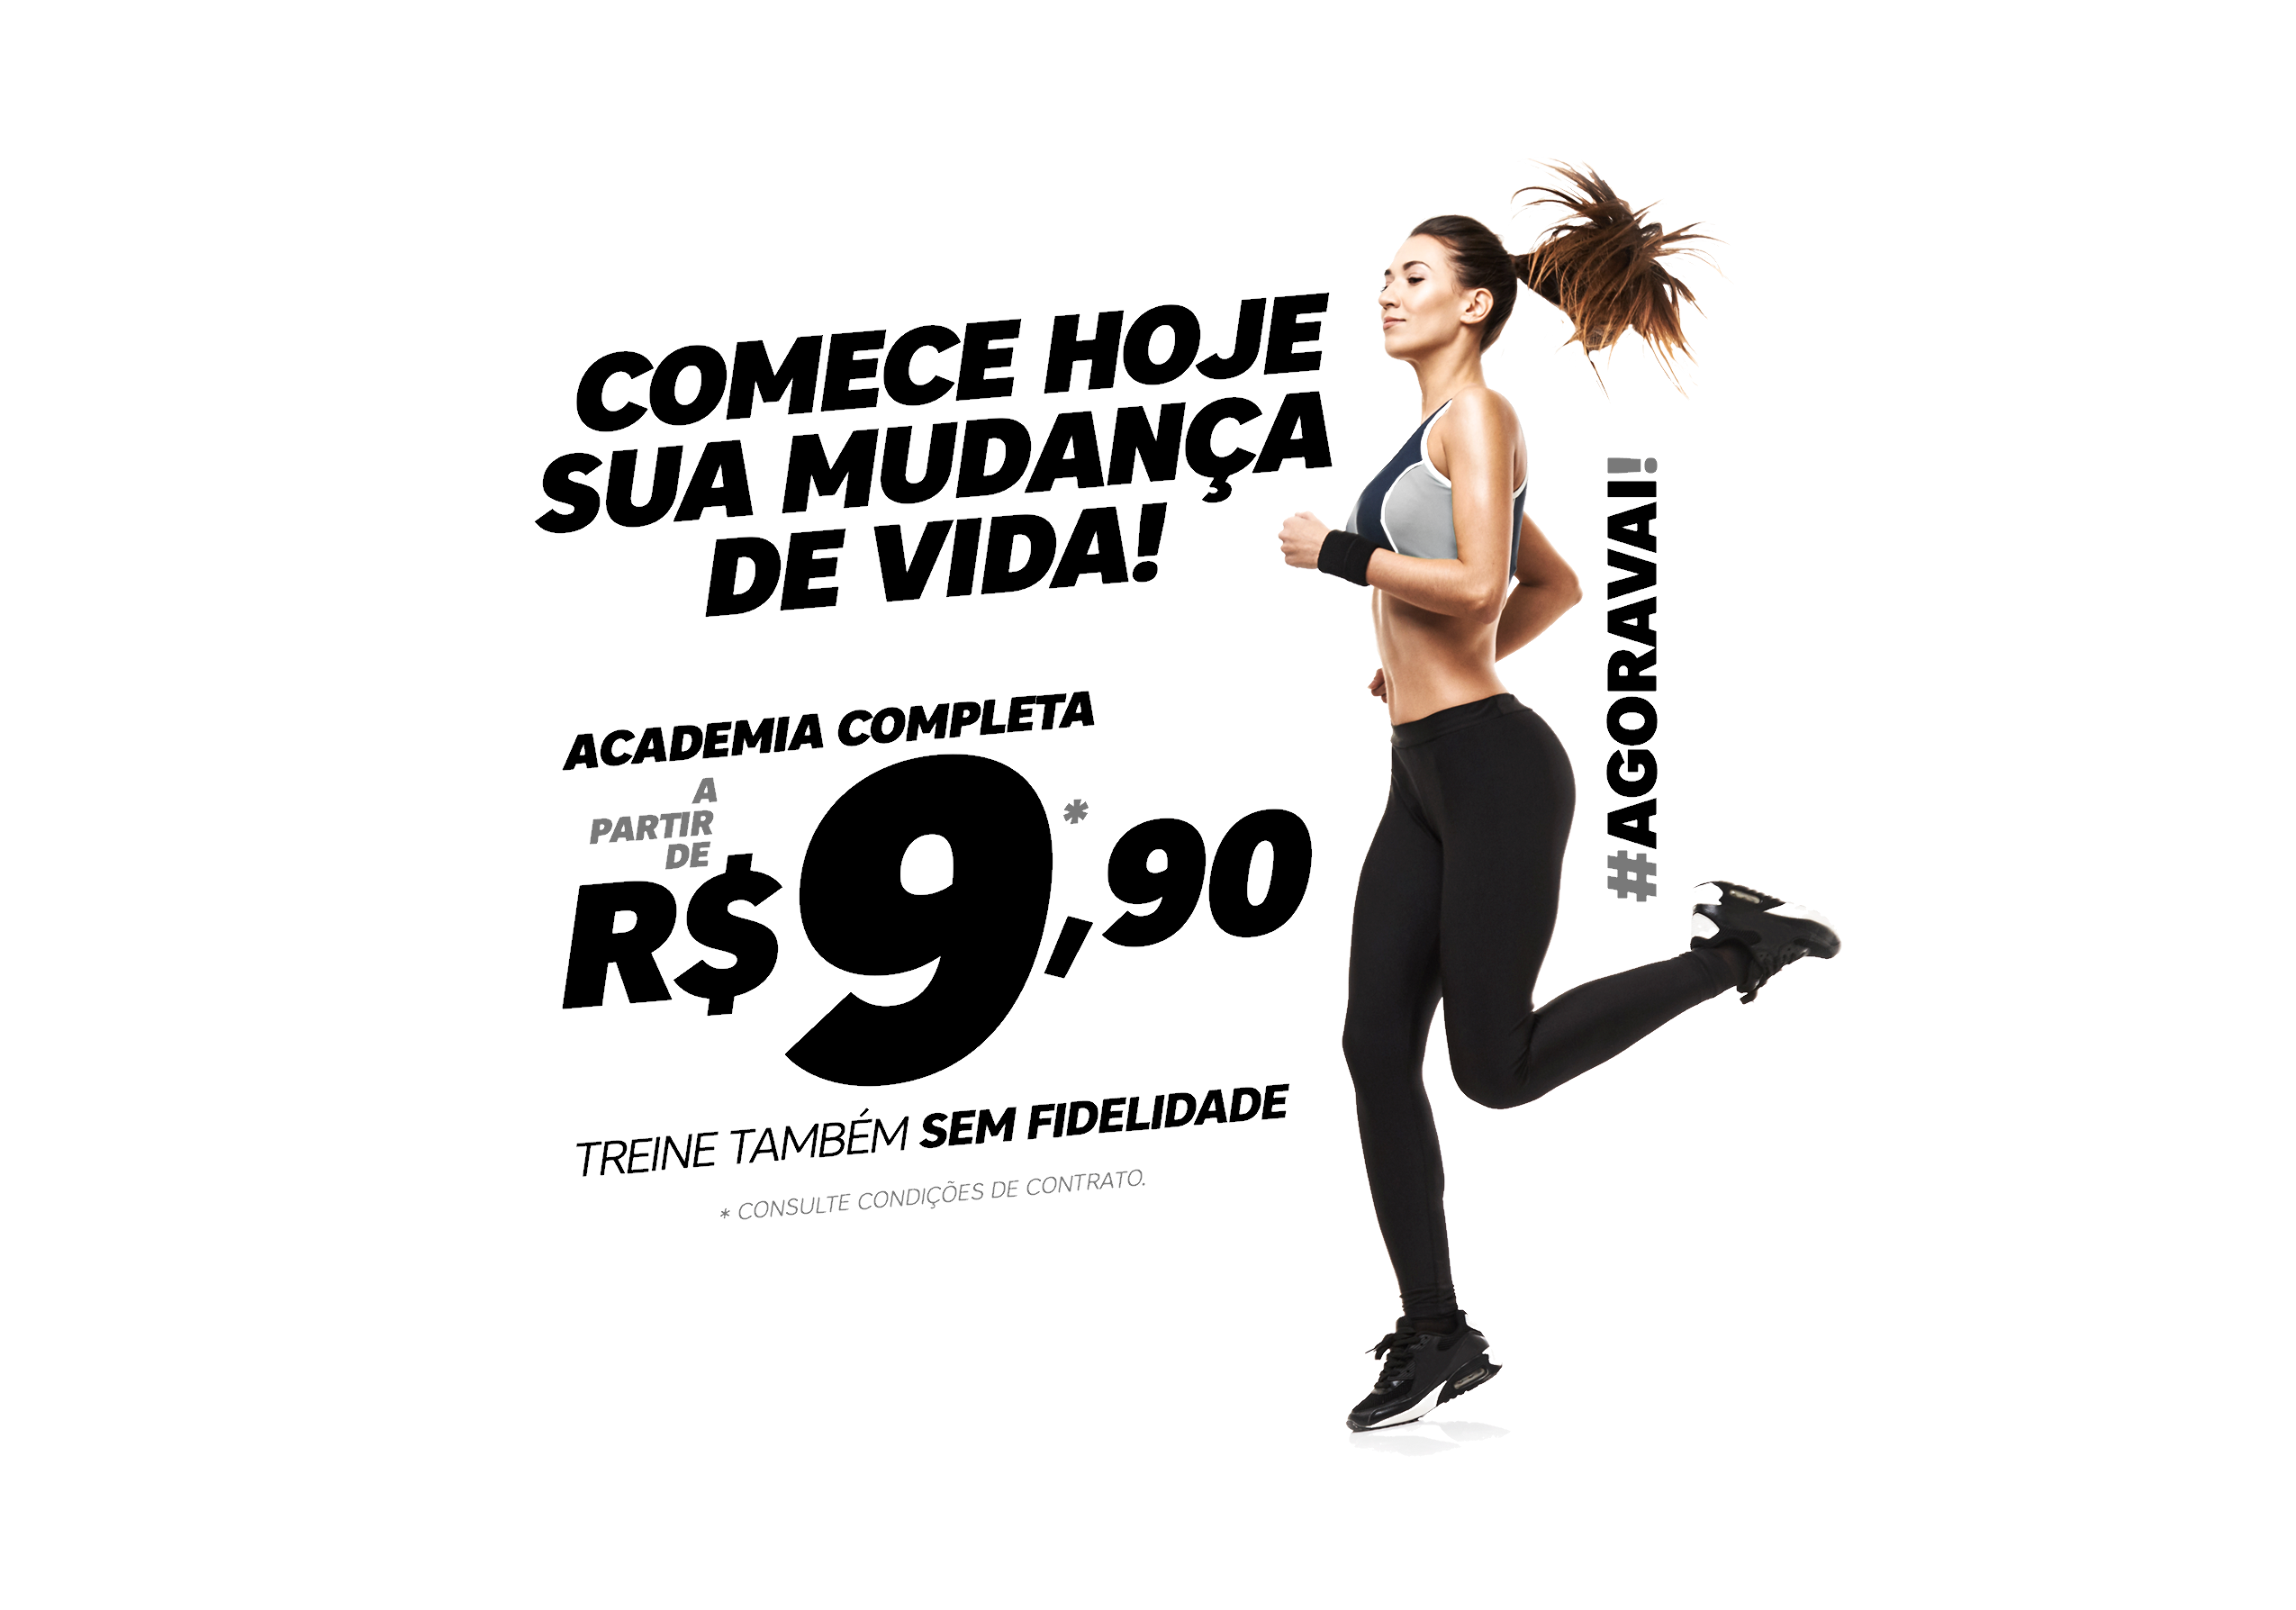 COMECE HOJE
SUA MUDANÇA
DE VIDA!
ACADEMIA COMPLETA
A
PARTIR
DE
R$9,90*
TREINE TAMBÉM SEM FIDELIDADE
* CONSULTE CONDIÇÕES DE CONTRATO.
#AGORAVAI!